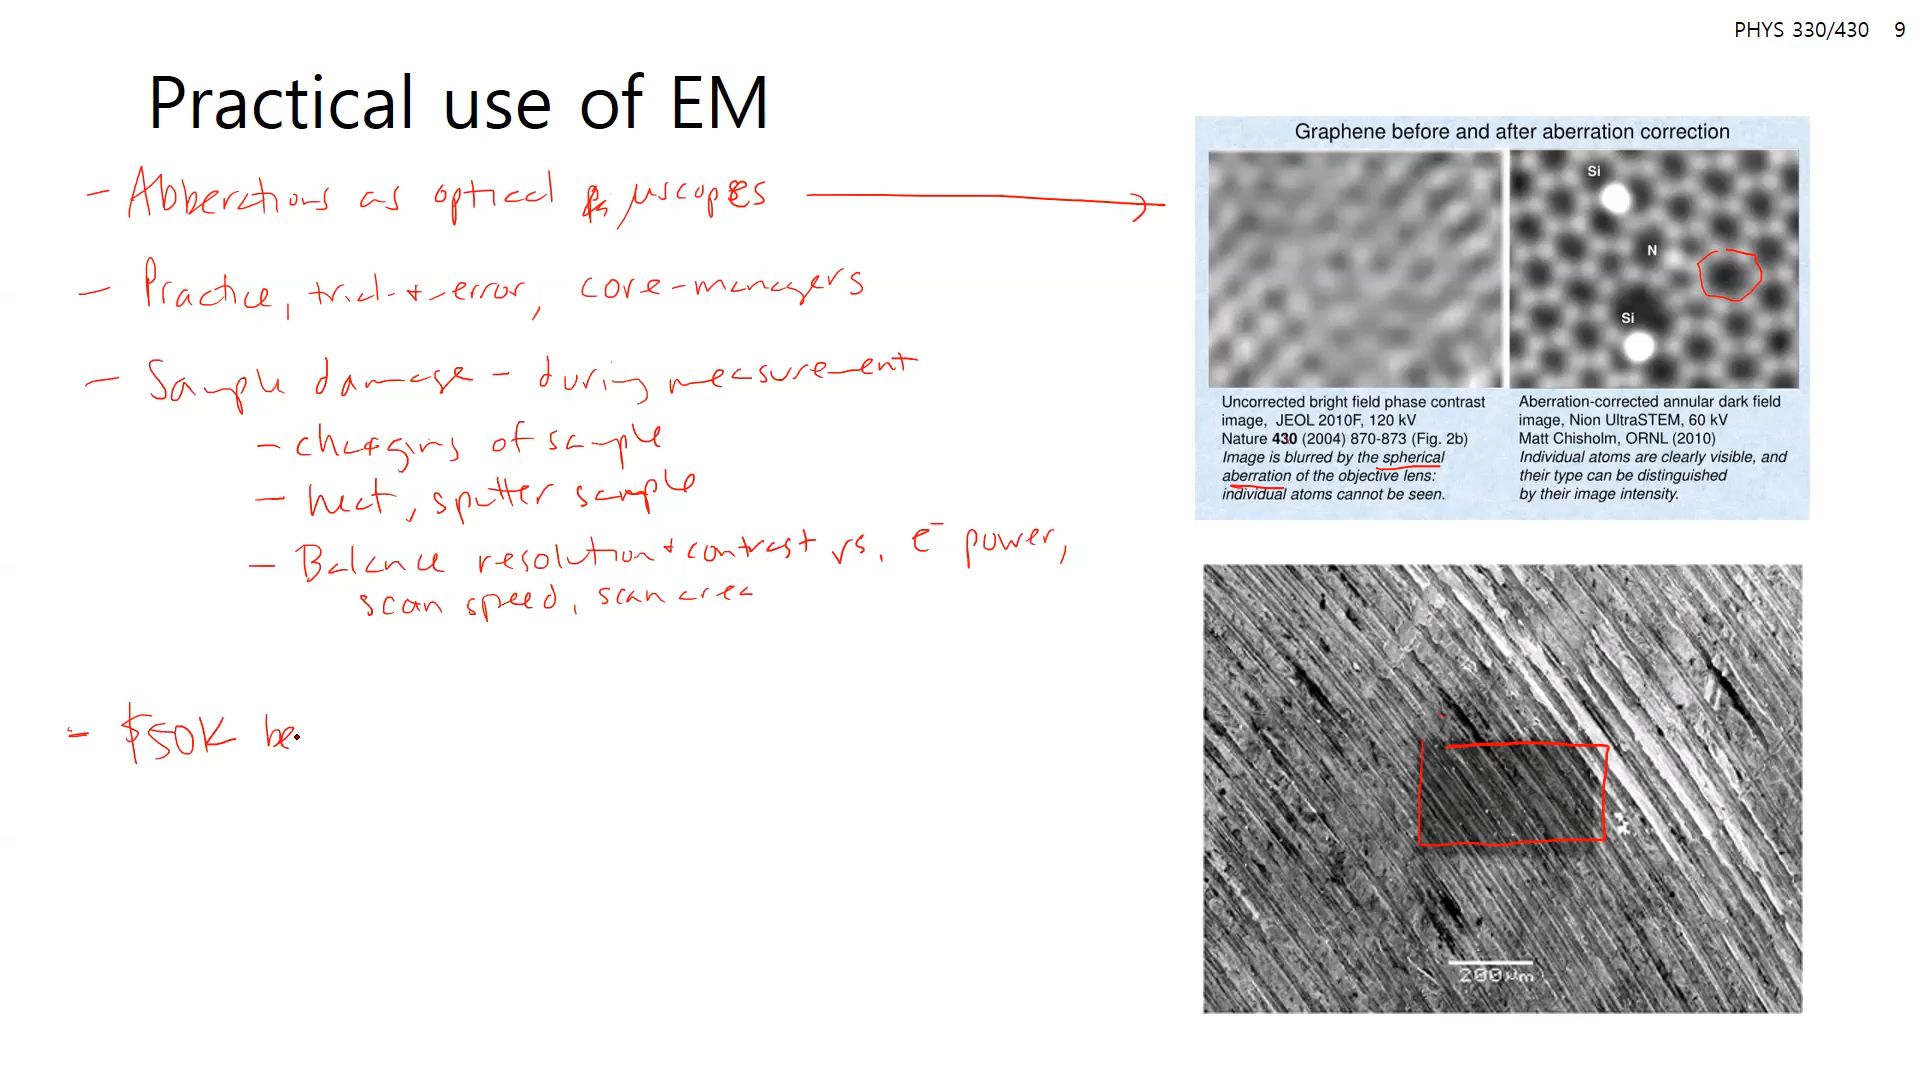 PHYS 330/430 9
Practical use of EM
- Abberations as optical μscopes
- Practice, trial-+-error, core-managers
- Sample damage - during measurement
- charging of sample
- heat, sputter sample
- Balance resolution + contrast vs. e⁻ power,
scan speed, scan area
- $50K be
Graphene before and after aberration correction
Si
N
Si
Uncorrected bright field phase contrast
image, JEOL 2010F, 120 kV
Nature 430 (2004) 870-873 (Fig. 2b)
Image is blurred by the spherical
aberration of the objective lens:
individual atoms cannot be seen.
Aberration-corrected annular dark field
image, Nion UltraSTEM, 60 kV
Matt Chisholm, ORNL (2010)
Individual atoms are clearly visible, and
their type can be distinguished
by their image intensity.
200 μm